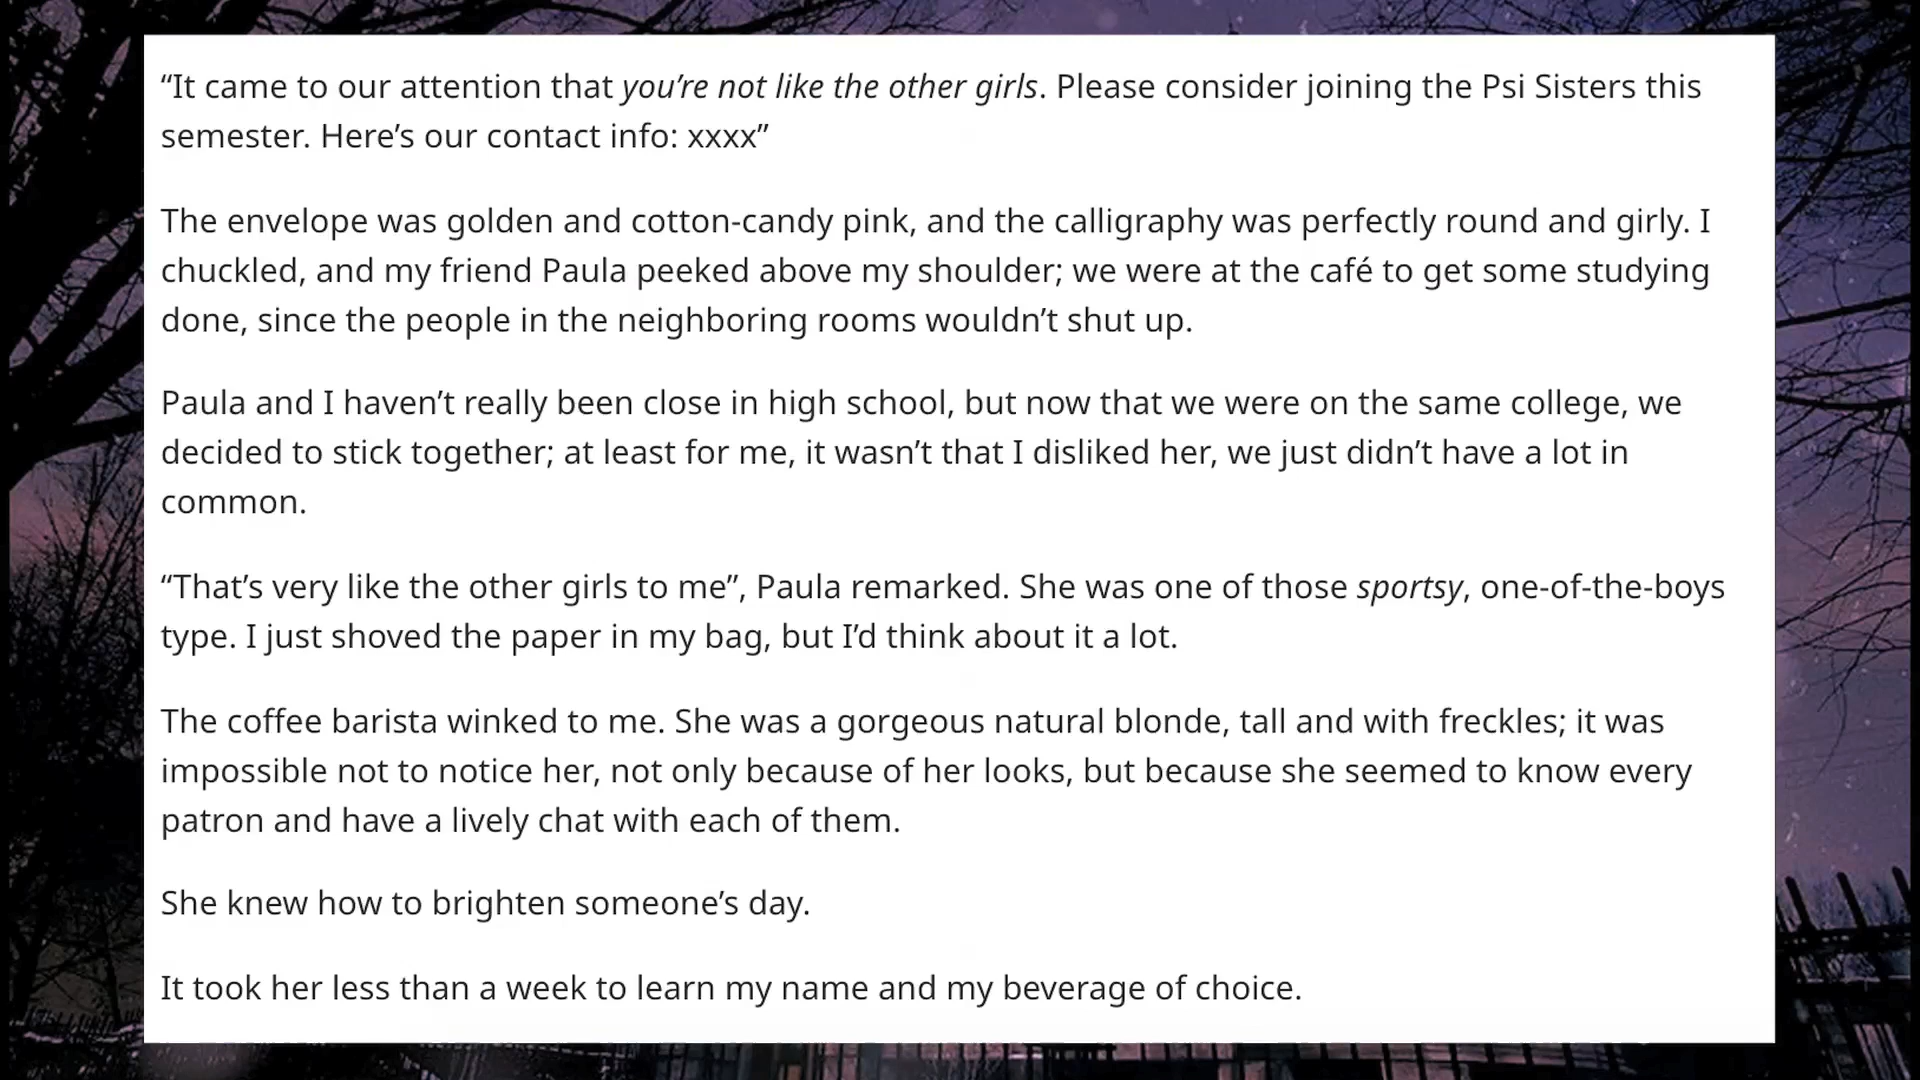 “It came to our attention that you’re not like the other girls. Please consider joining the Psi Sisters this
semester. Here’s our contact info: xxxx”
The envelope was golden and cotton-candy pink, and the calligraphy was perfectly round and girly. I
chuckled, and my friend Paula peeked above my shoulder; we were at the café to get some studying
done, since the people in the neighboring rooms wouldn’t shut up.
Paula and I haven’t really been close in high school, but now that we were on the same college, we
decided to stick together; at least for me, it wasn’t that I disliked her, we just didn’t have a lot in
common.
“That’s very like the other girls to me”, Paula remarked. She was one of those sportsy, one-of-the-boys
type. I just shoved the paper in my bag, but I’d think about it a lot.
The coffee barista winked to me. She was a gorgeous natural blonde, tall and with freckles; it was
impossible not to notice her, not only because of her looks, but because she seemed to know every
patron and have a lively chat with each of them.
She knew how to brighten someone’s day.
It took her less than a week to learn my name and my beverage of choice.